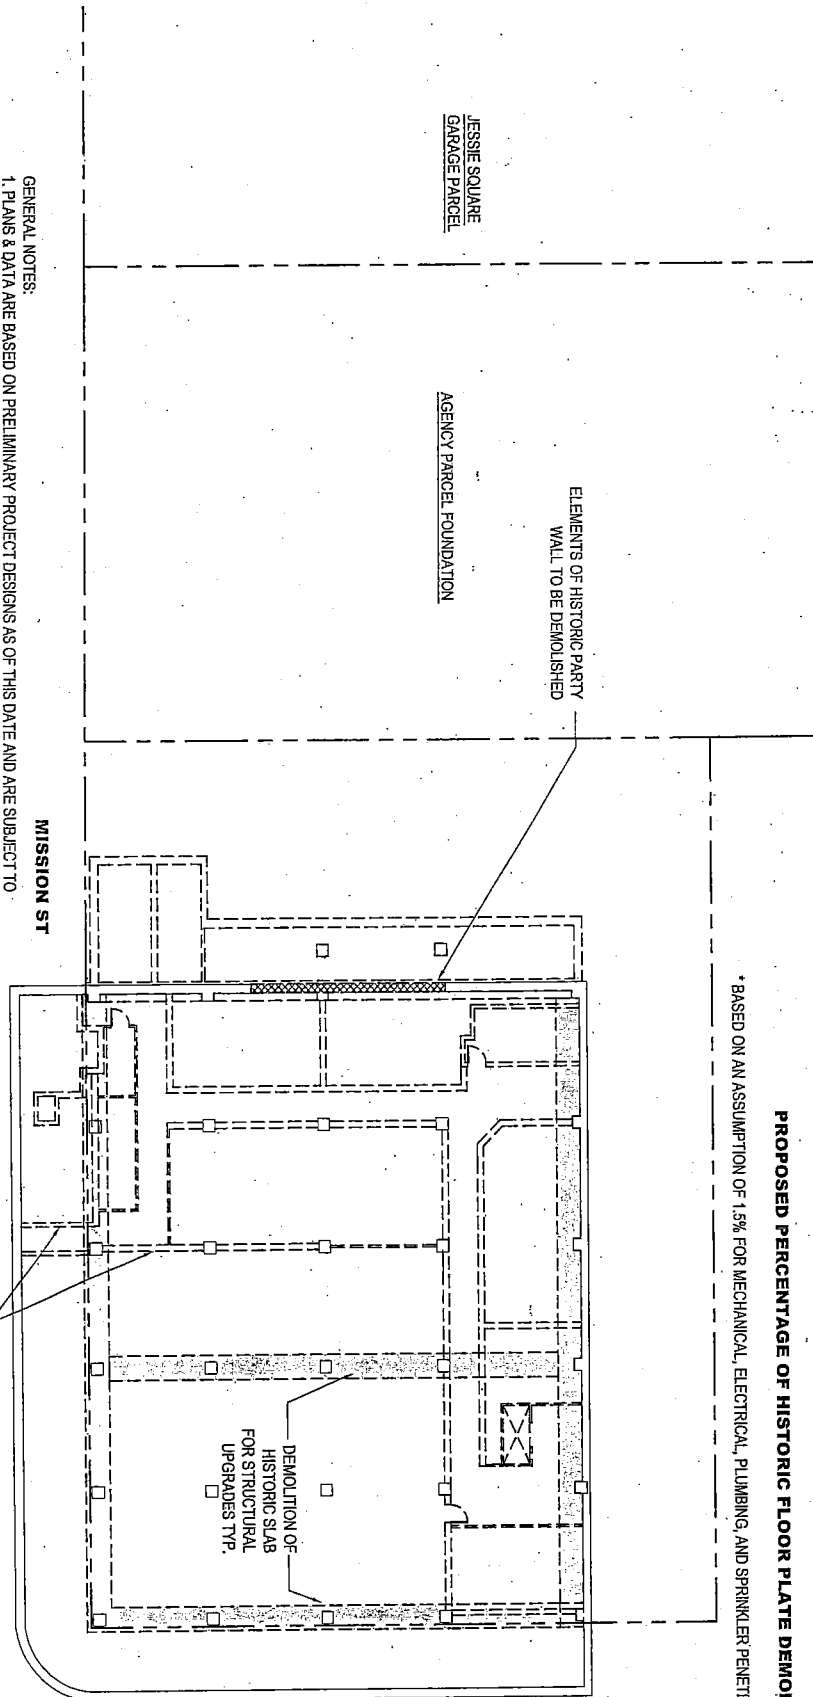 PROPOSED PERCENTAGE OF HISTORIC FLOOR PLATE
* BASED ON AN ASSUMPTION OF 1.5% FOR MECHANICAL, ELECTRICAL, PLUMBING, AND SPRINKLER
ELEMENTS OF HISTORIC PARTY
WALL TO BE DEMOLISHED
JESSIE SQUARE
GARAGE PARCEL
AGENCY PARCEL FOUNDATION
DEMOLITION OF
HISTORIC SLAB
FOR STRUCTURAL
UPGRADES TYP.
MISSION ST
GENERAL NOTES:
1. PLANS & DATA ARE BASED ON PRELIMINARY PROJECT DESIGNS AS OF THIS DATE AND ARE SUBJECT TO